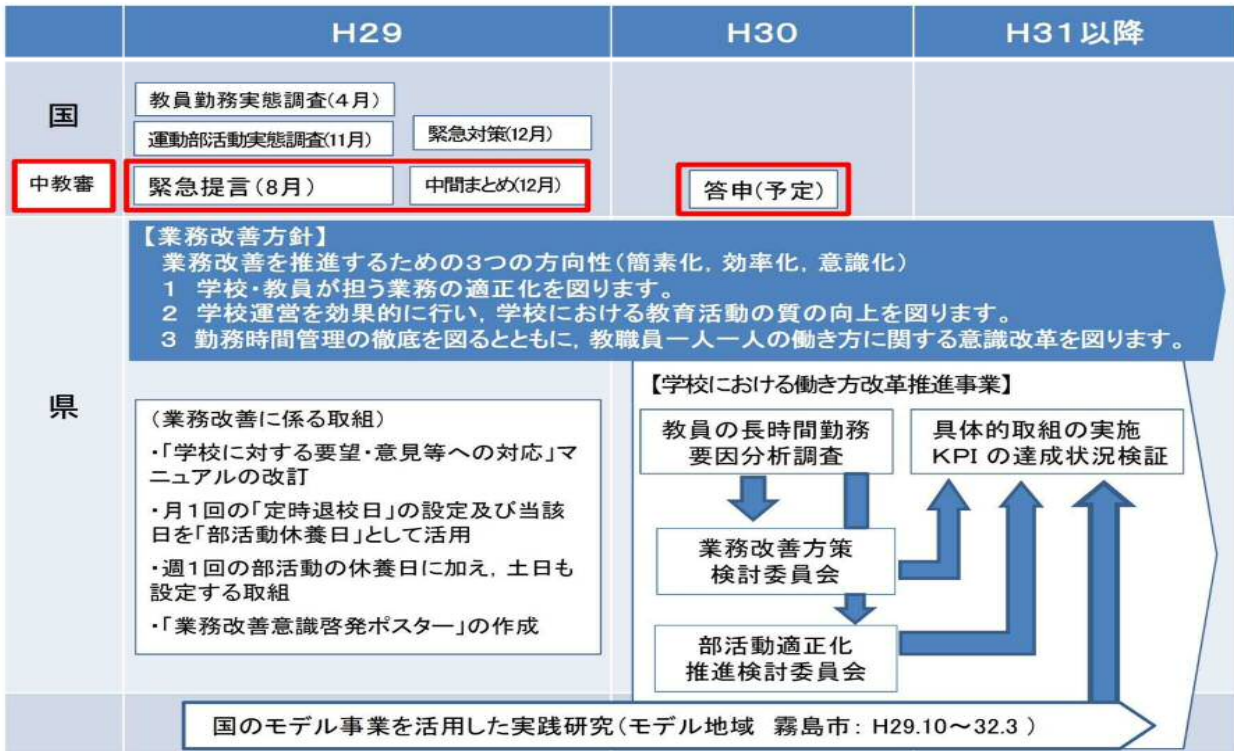 H29
H30
H31以降
国
教員勤務実態調査(4月)
運動部活動実態調査(11月)
緊急対策(12月)
中教審
緊急提言(8月)
中間まとめ(12月)
答申(予定)
県
【業務改善方針】
業務改善を推進するための3つの方向性(簡素化,効率化,意識化)
1 学校・教員が担う業務の適正化を図ります。
2 学校運営を効果的に行い,学校における教育活動の質の向上を図ります。
3 勤務時間管理の徹底を図るとともに,教職員一人一人の働き方に関する意識改革を図ります。
(業務改善に係る取組)
・「学校に対する要望・意見等への対応」マ
ニュアルの改訂
・月1回の「定時退校日」の設定及び当該
日を「部活動休養日」として活用
・週1回の部活動の休養日に加え,土日も
設定する取組
・「業務改善意識啓発ポスター」の作成
【学校における働き方改革推進事業】
教員の長時間勤務
要因分析調査
具体的取組の実施
KPIの達成状況検証
業務改善方策
検討委員会
部活動適正化
推進検討委員会
国のモデル事業を活用した実践研究(モデル地域 霧島市:H29.10~32.3)